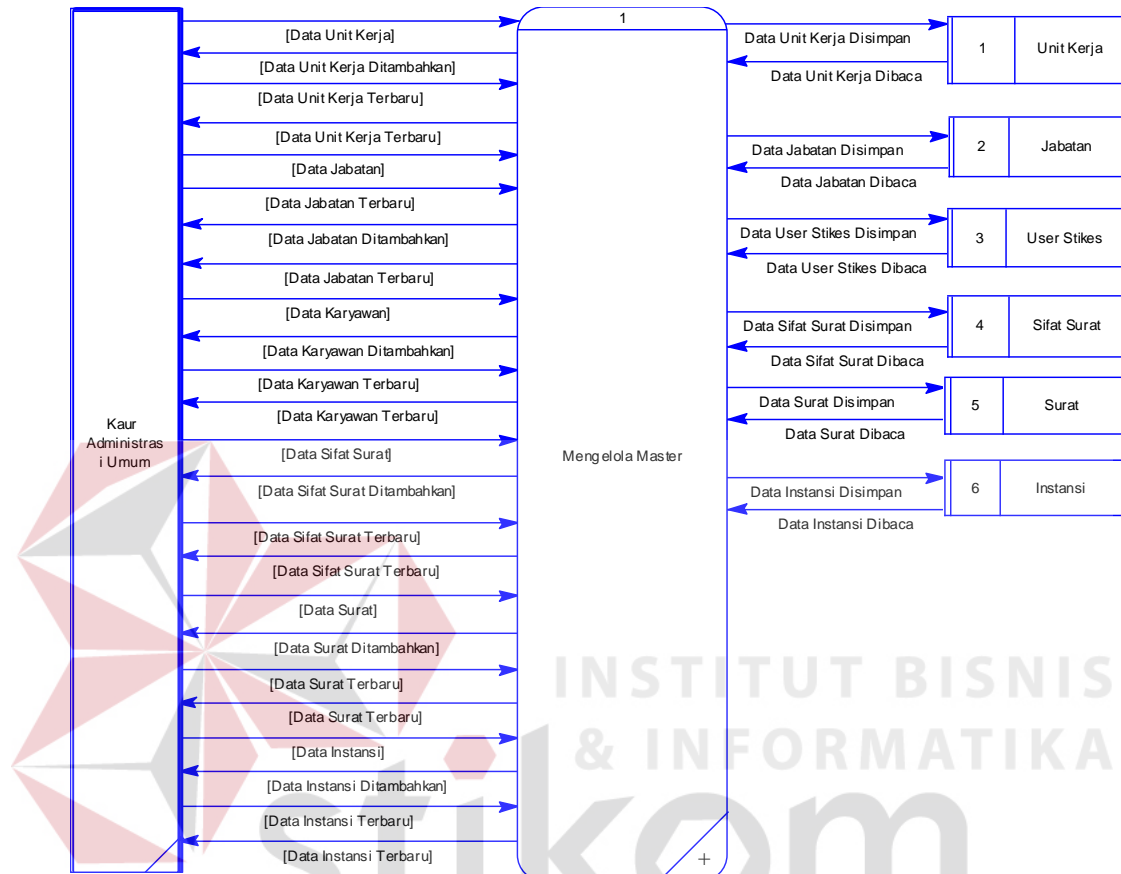 1
[Data Unit Kerja]
[Data Unit Kerja Ditambahkan]
[Data Unit Kerja Terbaru]
[Data Unit Kerja Terbaru]
[Data Jabatan]
[Data Jabatan Terbaru]
[Data Jabatan Ditambahkan]
[Data Jabatan Terbaru]
[Data Karyawan]
[Data Karyawan Ditambahkan]
[Data Karyawan Terbaru]
[Data Karyawan Terbaru]
[Data Sifat Surat]
[Data Sifat Surat Ditambahkan]
[Data Sifat Surat Terbaru]
[Data Sifat Surat Terbaru]
[Data Surat]
[Data Surat Ditambahkan]
[Data Surat Terbaru]
[Data Surat Terbaru]
[Data Instansi]
[Data Instansi Ditambahkan]
[Data Instansi Terbaru]
[Data Instansi Terbaru]
Kaur
Administras
i Umum
Mengelola Master
+
Data Unit Kerja Disimpan
Data Unit Kerja Dibaca
1 Unit Kerja
Data Jabatan Disimpan
Data Jabatan Dibaca
2 Jabatan
Data User Stikes Disimpan
Data User Stikes Dibaca
3 User Stikes
Data Sifat Surat Disimpan
Data Sifat Surat Dibaca
4 Sifat Surat
Data Surat Disimpan
Data Surat Dibaca
5 Surat
Data Instansi Disimpan
Data Instansi Dibaca
6 Instansi
INSTITUT BISNIS
& INFORMATIKA
stikom